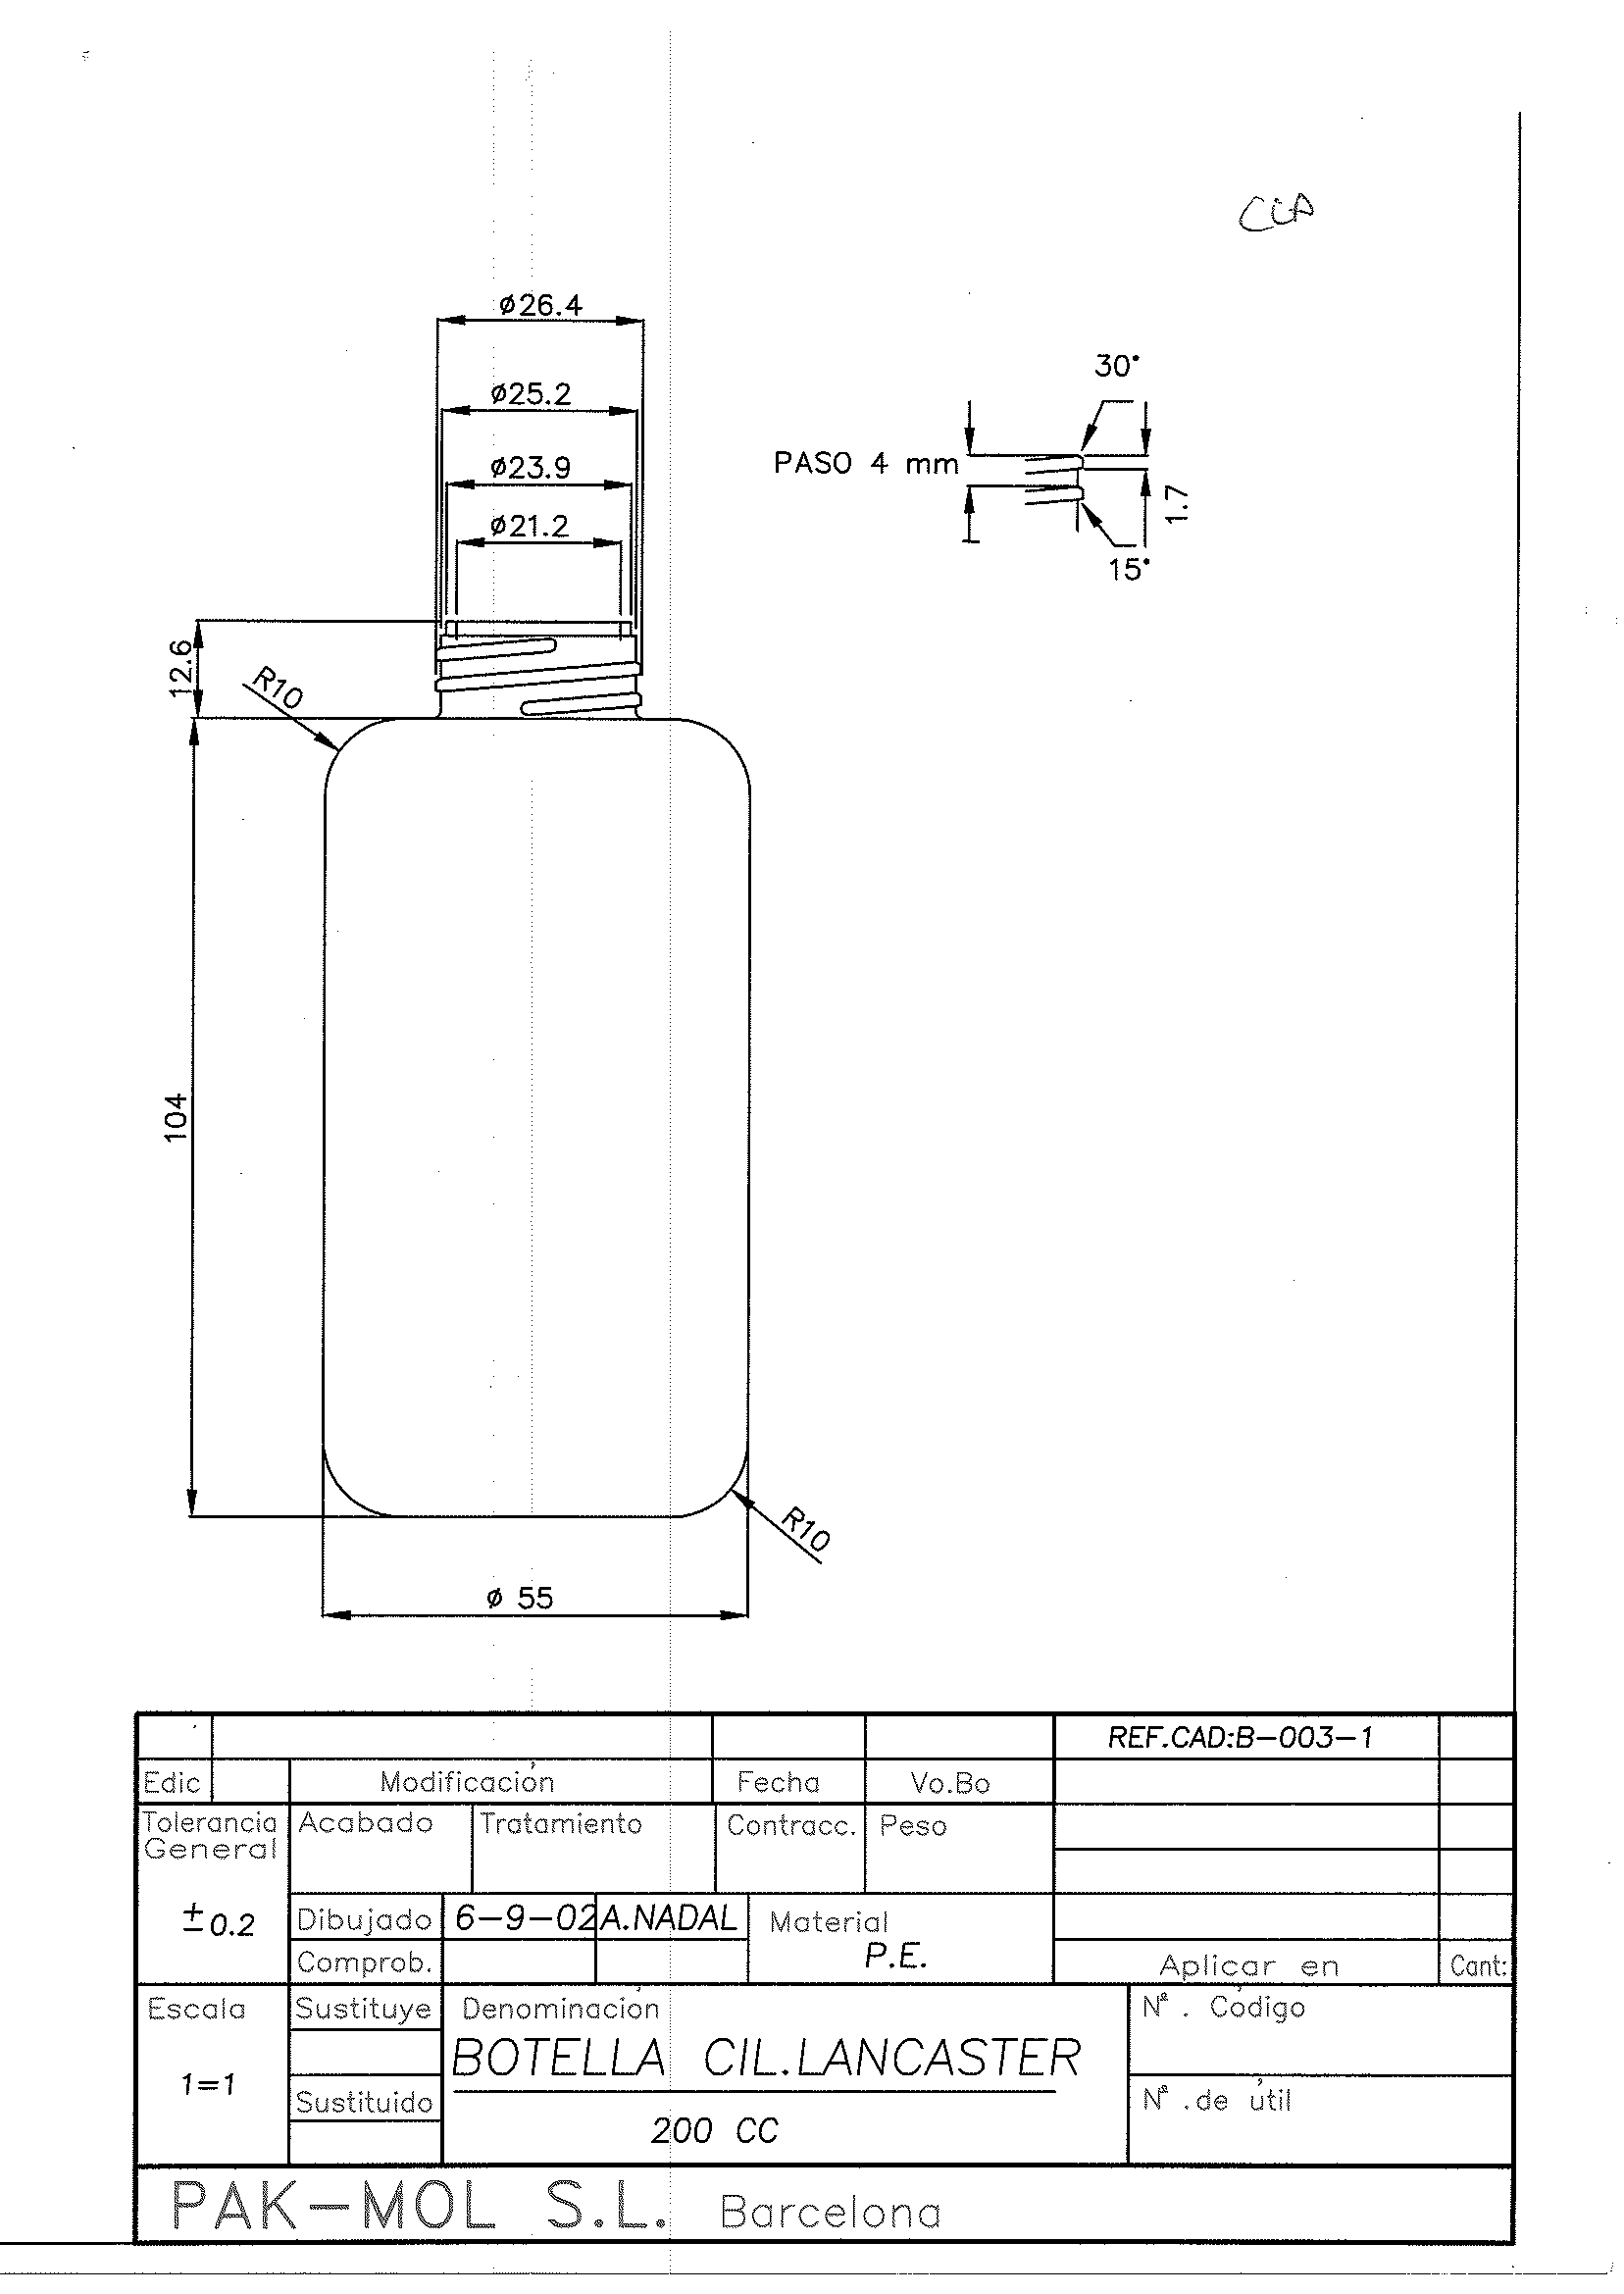 CCA
ø26.4
30°
ø25.2
PASO 4 mm
ø23.9
1.7
ø21.2
15°
12.6
R10
104
R10
ø 55
REF.CAD:B-003-1
Edic
Modificación
Fecha
Vo.Bo
Tolerancia General
Acabado
Tratamiento
Contracc.
Peso
±0.2
Dibujado
6-9-02
A.NADAL
Material
P.E.
Comprob.
Aplicar en
Cant:
Escala
1=1
Sustituye
Sustituido
Denominación
BOTELLA CIL.LANCASTER
200 CC
Nª. Código
Nª.de útil
PAK-MOL S.L. Barcelona